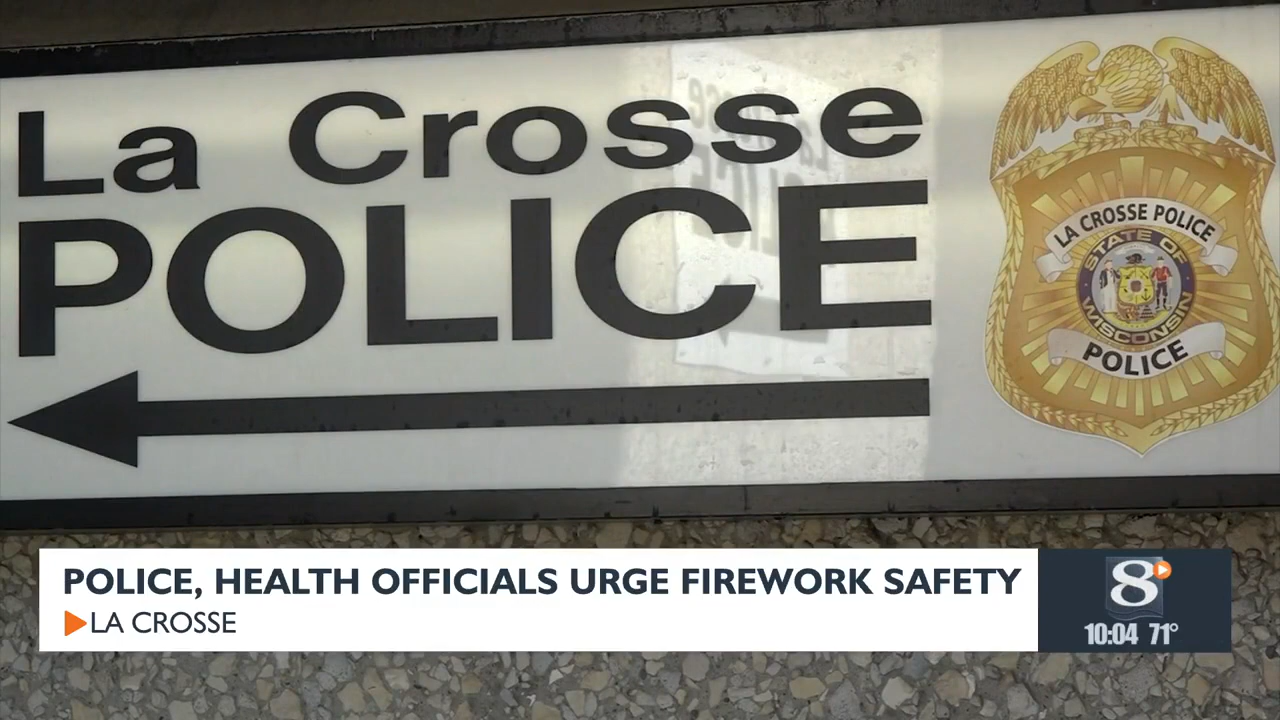 La Crosse
POLICE
LA CROSSE POLICE
STATE OF
WISCONSIN
POLICE
POLICE, HEALTH OFFICIALS URGE FIREWORK SAFETY
LA CROSSE
8
10:04 71°